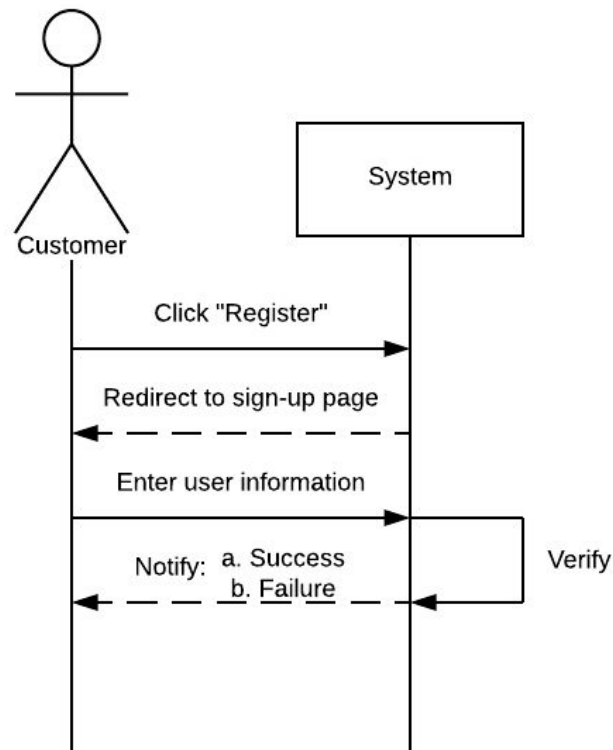 System
Customer
Click "Register"
Redirect to sign-up page
Enter user information
Notify: a. Success
b. Failure
Verify